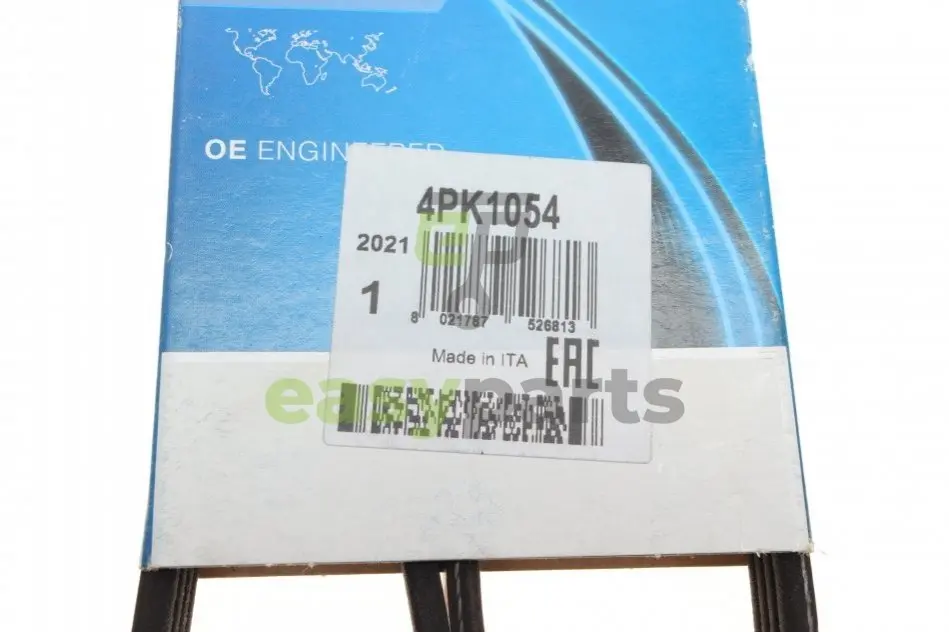 OE ENGINEERED
4PK1054
2021
1
8 021787 526813
Made in ITA
EAC
easyparts